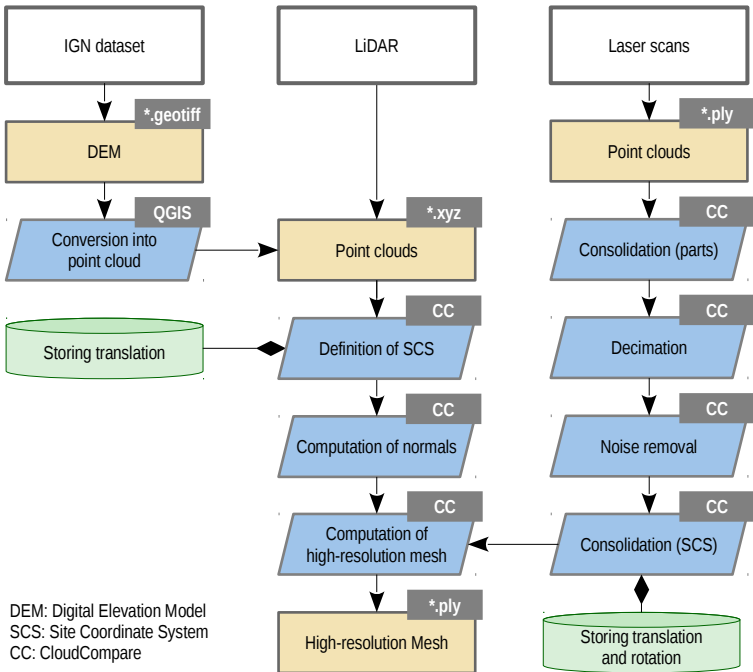 IGN dataset
LiDAR
Laser scans
*.geotiff
*.ply
DEM
Point clouds
QGIS
*.xyz
CC
Conversion into
point cloud
Point clouds
Consolidation (parts)
CC
CC
Storing translation
Definition of SCS
Decimation
CC
CC
Computation of normals
Noise removal
CC
CC
Computation of
high-resolution mesh
Consolidation (SCS)
*.ply
DEM: Digital Elevation Model
SCS: Site Coordinate System
CC: CloudCompare
High-resolution Mesh
Storing translation
and rotation